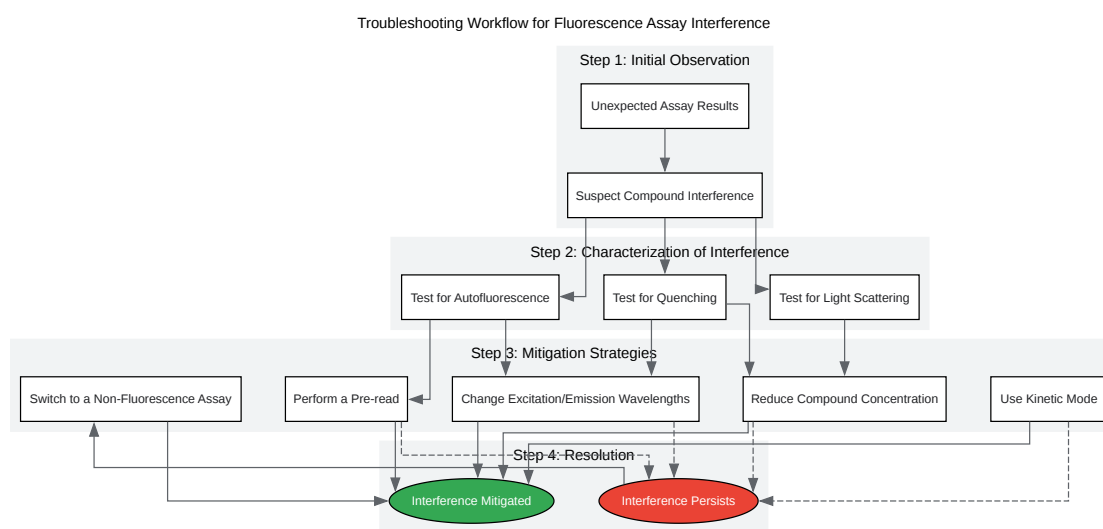 Troubleshooting Workflow for Fluorescence Assay Interference
Step 1: Initial Observation
Unexpected Assay Results
Suspect Compound Interference
Step 2: Characterization of Interference
Test for Autofluorescence
Test for Quenching
Test for Light Scattering
Step 3: Mitigation Strategies
Switch to a Non-Fluorescence Assay
Perform a Pre-read
Change Excitation/Emission Wavelengths
Reduce Compound Concentration
Use Kinetic Mode
Step 4: Resolution
Interference Mitigated
Interference Persists